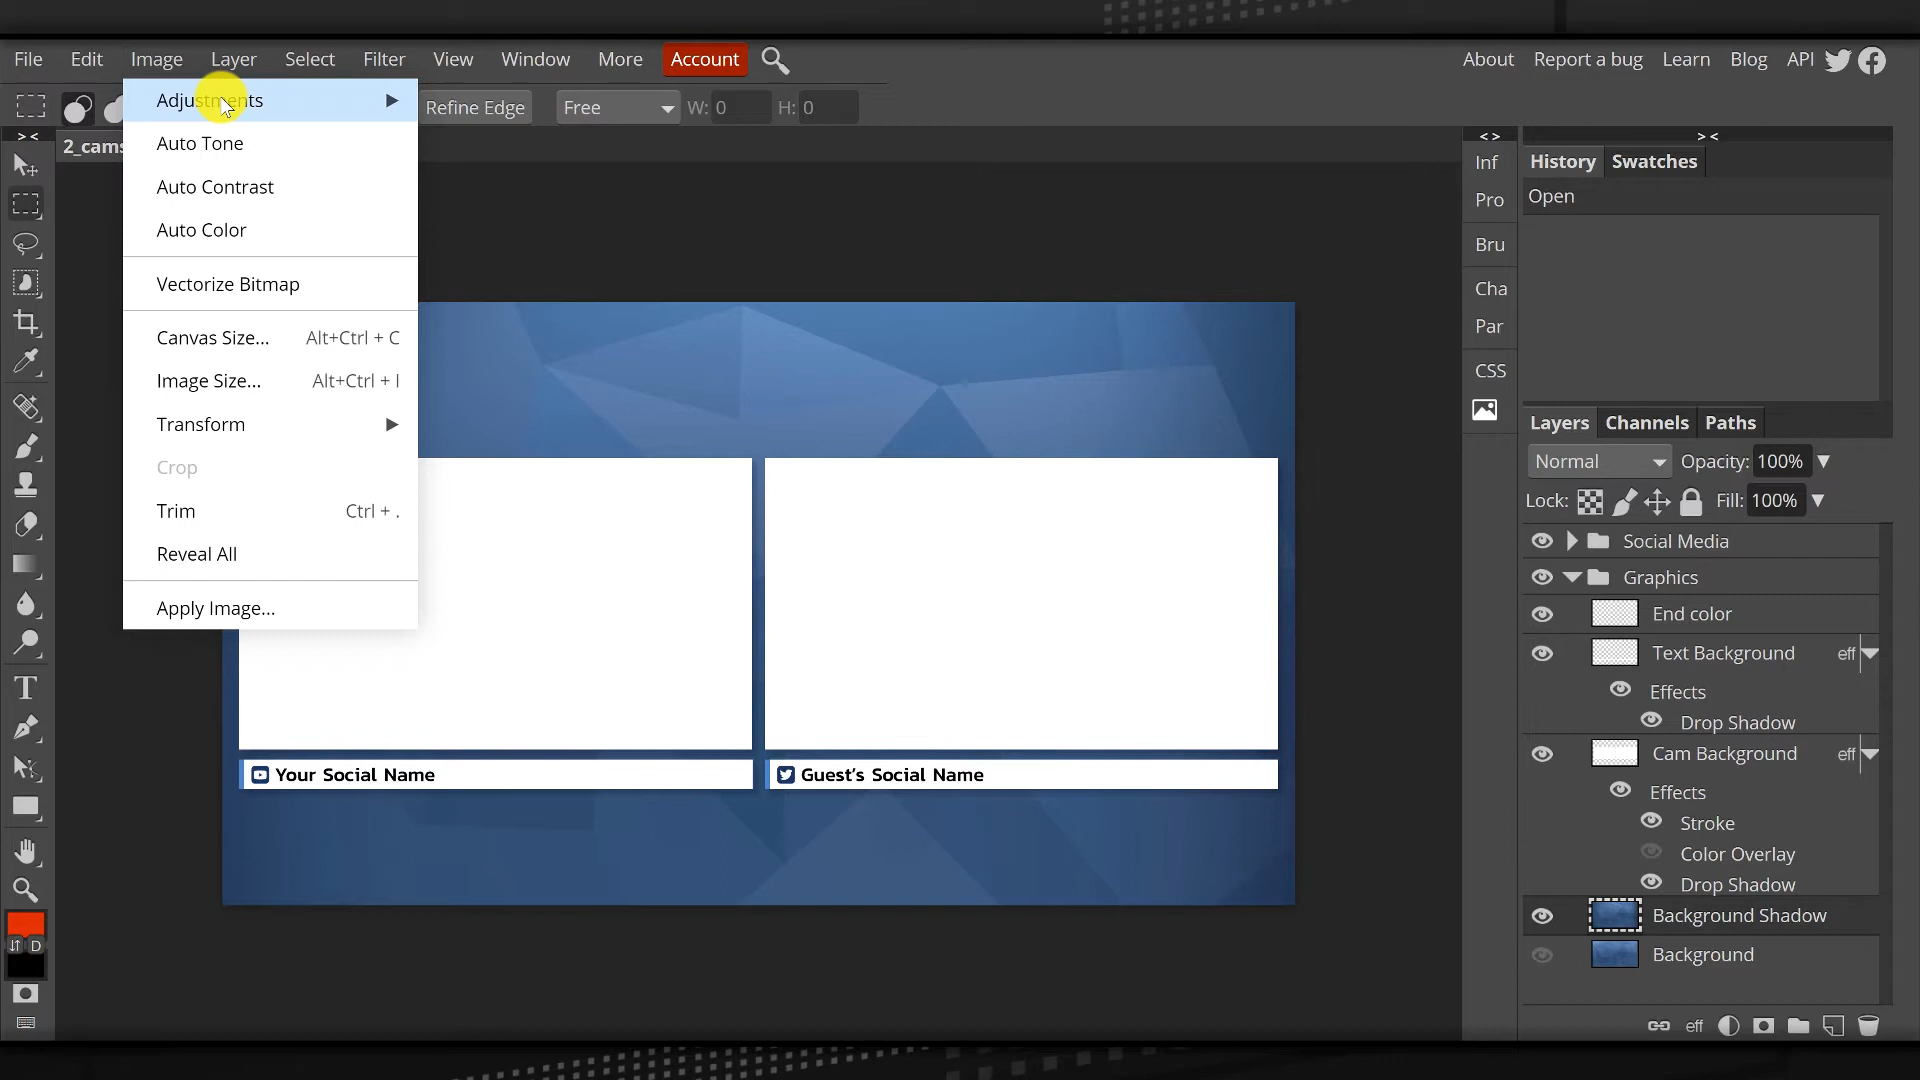 File Edit Image Layer Select Filter View Window More Account About Report a bug Learn Blog API
Refine Edge Free W: 0 H: 0
> < 2_cams < > > <
Adjustments
Auto Tone
Auto Contrast
Auto Color
Vectorize Bitmap
Canvas Size... Alt+Ctrl + C
Image Size... Alt+Ctrl + I
Transform
Crop
Trim Ctrl + .
Reveal All
Apply Image...
Your Social Name
Guest's Social Name
D
Inf
Pro
Bru
Cha
Par
CSS
History Swatches
Open
Layers Channels Paths
Normal Opacity: 100%
Lock: Fill: 100%
Social Media
Graphics
End color
Text Background eff
Effects
Drop Shadow
Cam Background eff
Effects
Stroke
Color Overlay
Drop Shadow
Background Shadow
Background
eff